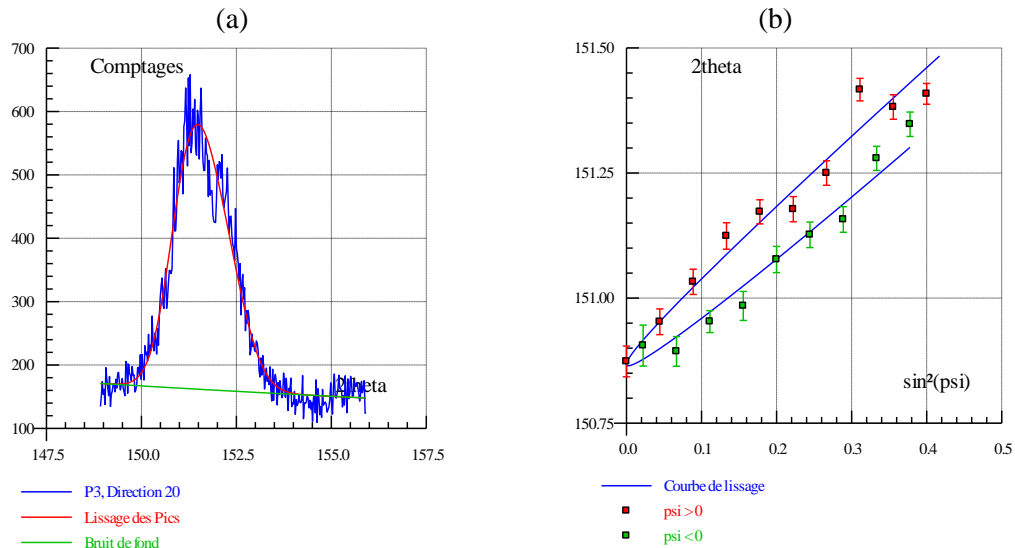 (a)
700
600
500
400
300
200
100
Comptages
2theta
147.5 150.0 152.5 155.0 157.5
P3, Direction 20
Lissage des Pics
Bruit de fond
(b)
151.50
151.25
151.00
150.75
2theta
sin²(psi)
0.0 0.1 0.2 0.3 0.4 0.5
Courbe de lissage
psi >0
psi <0